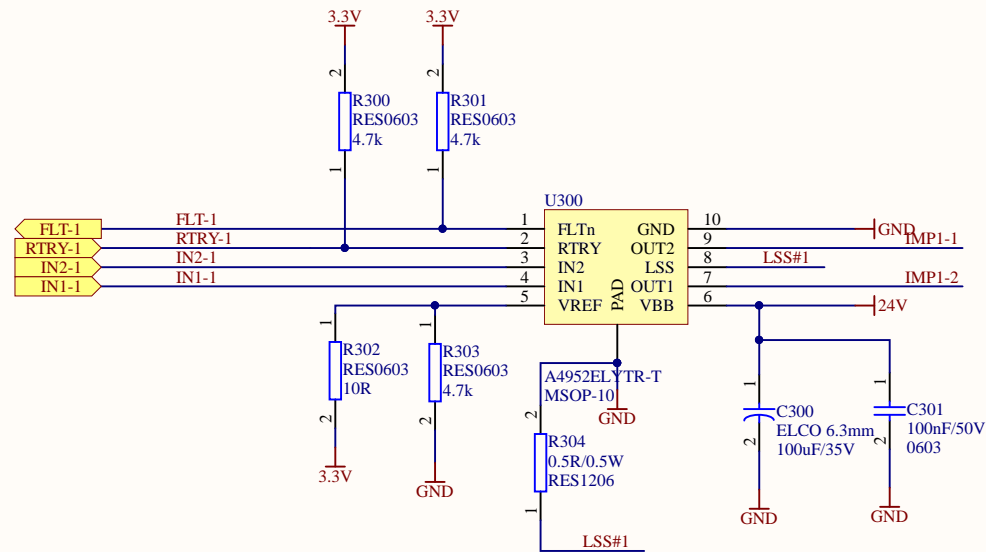 3.3V
3.3V
2
2
R300
RES0603
4.7k
R301
RES0603
4.7k
1
1
U300
FLT-1
FLT-1
1
FLTn
GND
10
GND
RTRY-1
RTRY-1
2
RTRY
OUT2
9
IMP1-1
IN2-1
IN2-1
3
IN2
LSS
8
LSS#1
IN1-1
IN1-1
4
IN1
OUT1
7
IMP1-2
5
VREF
PAD
VBB
6
24V
1
R302
RES0603
10R
2
3.3V
1
R303
RES0603
4.7k
2
GND
A4952ELYTR-T
MSOP-10
GND
2
R304
0.5R/0.5W
RES1206
1
LSS#1
1
C300
ELCO 6.3mm
100uF/35V
2
GND
1
C301
100nF/50V
0603
2
GND